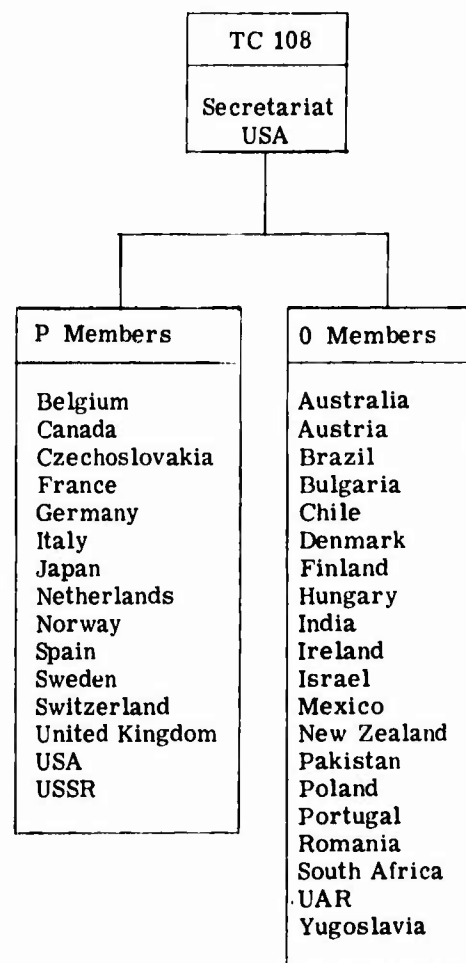 TC 108
Secretariat
USA
P Members
Belgium
Canada
Czechoslovakia
France
Germany
Italy
Japan
Netherlands
Norway
Spain
Sweden
Switzerland
United Kingdom
USA
USSR
0 Members
Australia
Austria
Brazil
Bulgaria
Chile
Denmark
Finland
Hungary
India
Ireland
Israel
Mexico
New Zealand
Pakistan
Poland
Portugal
Romania
South Africa
UAR
Yugoslavia